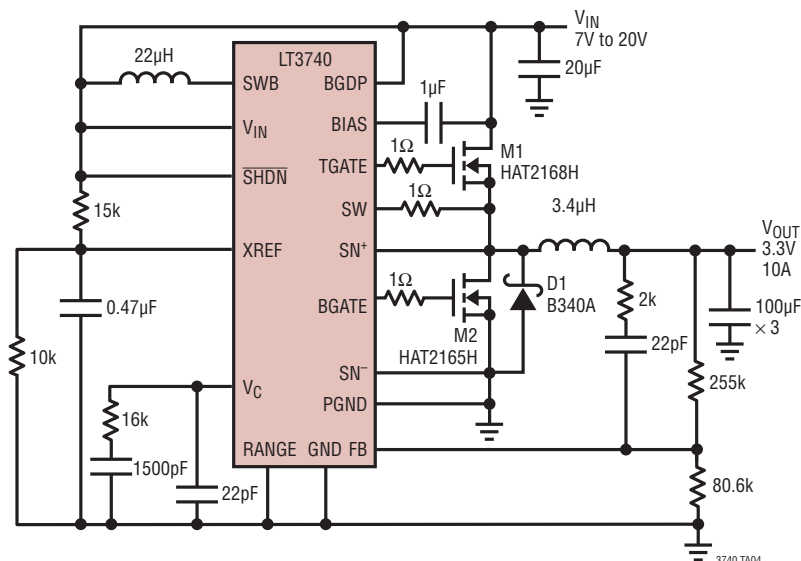 V_IN
7V to 20V
22µH
LT3740
20µF
SWB
BGDP
1µF
V_IN
BIAS
1Ω
M1
HAT2168H
SHDN
TGATE
1Ω
15k
SW
3.4µH
V_OUT
3.3V
10A
XREF
SN+
1Ω
D1
B340A
2k
0.47µF
BGATE
100µF
× 3
10k
M2
HAT2165H
22pF
SN−
255k
V_C
PGND
16k
RANGE
GND
FB
1500pF
22pF
80.6k
3740 TA04